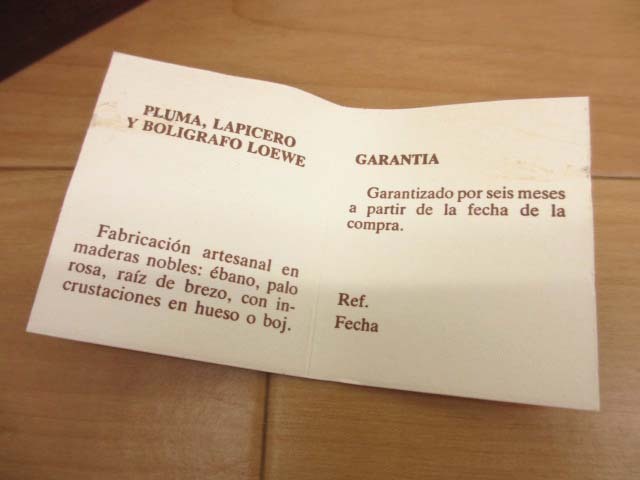 PLUMA, LAPICERO
Y BOLIGRAFO LOEWE
Fabricación artesanal en
maderas nobles: ébano, palo
rosa, raíz de brezo, con in-
crustaciones en hueso o boj.
GARANTIA
Garantizado por seis meses
a partir de la fecha de la
compra.
Ref.
Fecha